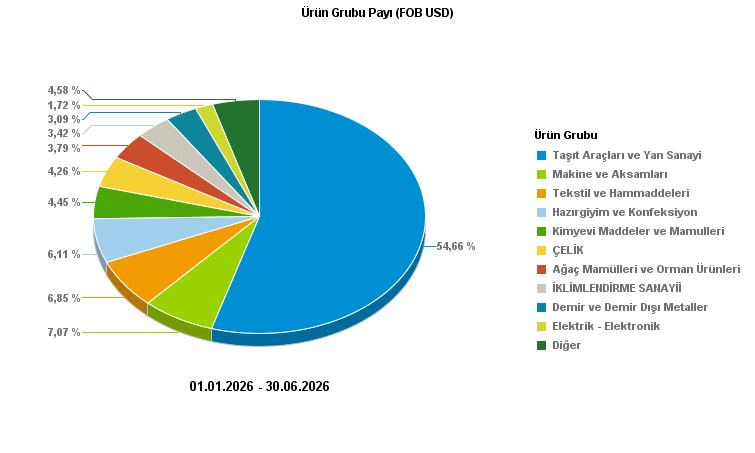 Ürün Grubu Payı (FOB USD)
4,58 %
1,72 %
3,09 %
3,42 %
3,79 %
4,26 %
4,45 %
6,11 %
6,85 %
7,07 %
54,66 %
Ürün Grubu
Taşıt Araçları ve Yan Sanayi
Makine ve Aksamları
Tekstil ve Hammaddeleri
Hazırgiyim ve Konfeksiyon
Kimyevi Maddeler ve Mamulleri
ÇELİK
Ağaç Mamülleri ve Orman Ürünleri
İKLİMLENDİRME SANAYİİ
Demir ve Demir Dışı Metaller
Elektrik - Elektronik
Diğer
01.01.2026 - 30.06.2026